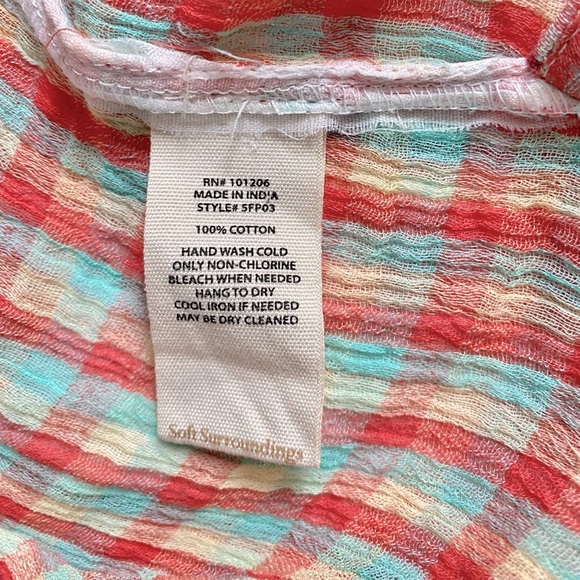 RN# 101206
MADE IN INDIA
STYLE# 5FP03
100% COTTON
HAND WASH COLD
ONLY NON-CHLORINE
BLEACH WHEN NEEDED
HANG TO DRY
COOL IRON IF NEEDED
MAY BE DRY CLEANED
Soft Surroundings